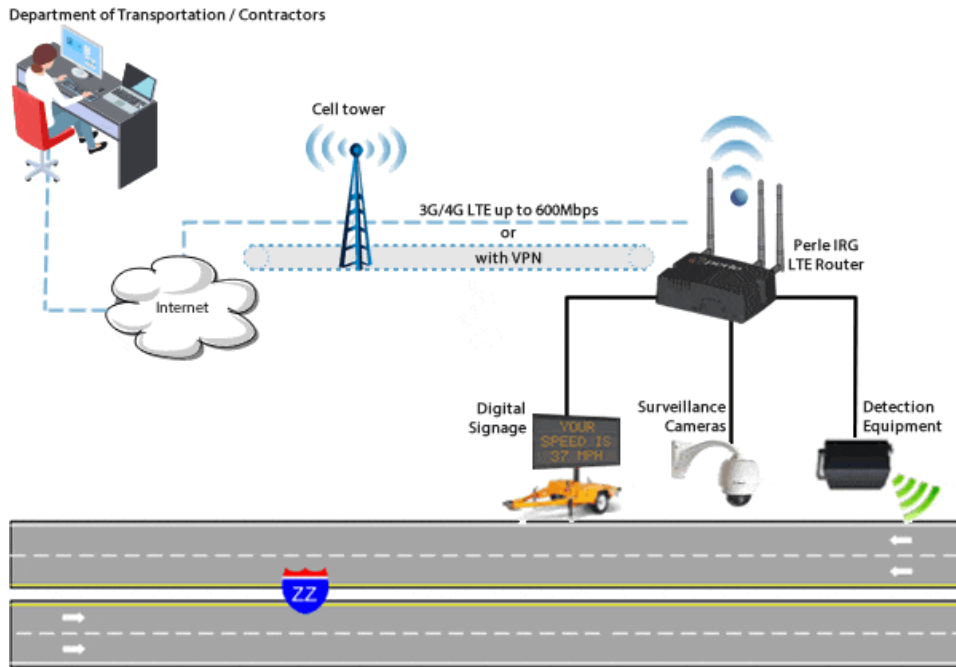 Department of Transportation / Contractors
Cell tower
3G/4G LTE up to 600Mbps
or
with VPN
Perle IRG
LTE Router
Internet
perle
Digital
Signage
Surveillance
Cameras
Detection
Equipment
YOUR
SPEED IS
37 MPH
ZZ